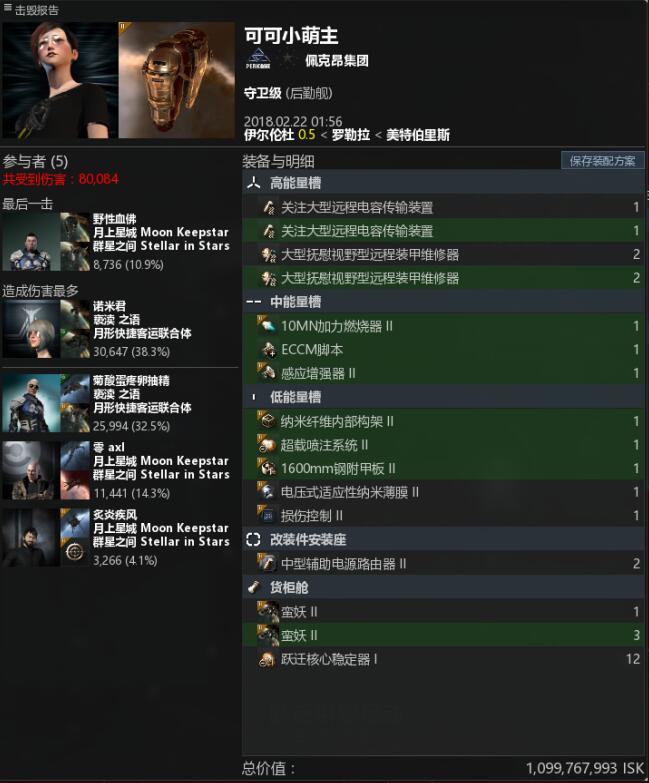 击毁报告
可可小萌主
PERKONE
佩克昂集团
守卫级 (后勤舰)
2018.02.22 01:56
伊尔伦杜 0.5 < 罗勒拉 < 美特伯里斯
参与者 (5)
共受到伤害：80,084
最后一击
野性血佛
月上星城 Moon Keepstar
群星之间 Stellar in Stars
8,736 (10.9%)
造成伤害最多
诺米君
亵渎 之语
月形快捷客运联合体
30,647 (38.3%)
菊酸蛋疼卵抽精
亵渎 之语
月形快捷客运联合体
25,994 (32.5%)
零 axl
月上星城 Moon Keepstar
群星之间 Stellar in Stars
11,441 (14.3%)
炙炎疾风
月上星城 Moon Keepstar
群星之间 Stellar in Stars
3,266 (4.1%)
装备与明细
保存装配方案
高能量槽
关注大型远程电容传输装置 1
关注大型远程电容传输装置 1
大型抚慰视野型远程装甲维修器 2
大型抚慰视野型远程装甲维修器 2
中能量槽
10MN加力燃烧器 II 1
ECCM脚本 1
感应增强器 II 1
低能量槽
纳米纤维内部构架 II 1
超载喷注系统 II 1
1600mm钢附甲板 II 1
电压式适应性纳米薄膜 II 1
损伤控制 II 1
改装件安装座
中型辅助电源路由器 II 2
货柜舱
蛮妖 II 1
蛮妖 II 3
跃迁核心稳定器 I 12
总价值： 1,099,767,993 ISK